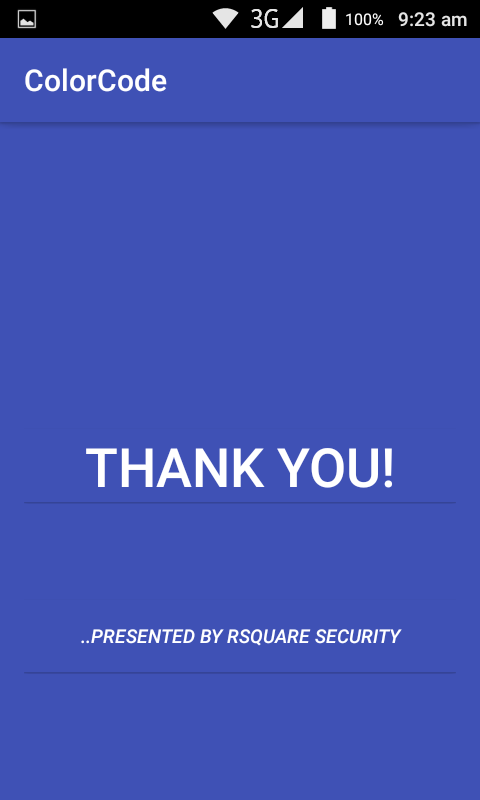 3G 100% 9:23 am
ColorCode
THANK YOU!
..PRESENTED BY RSQUARE SECURITY